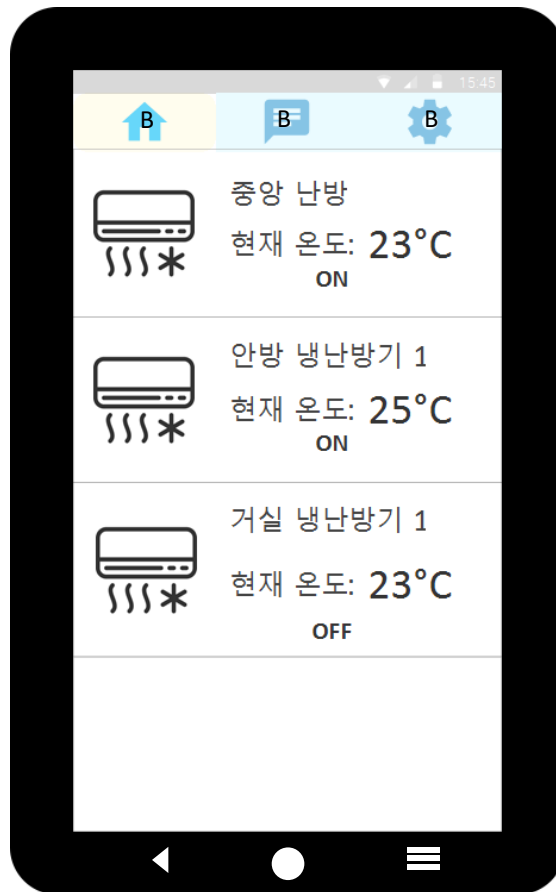 15:45
B B B
중앙 난방
현재 온도: 23°C
ON
안방 냉난방기 1
현재 온도: 25°C
ON
거실 냉난방기 1
현재 온도: 23°C
OFF